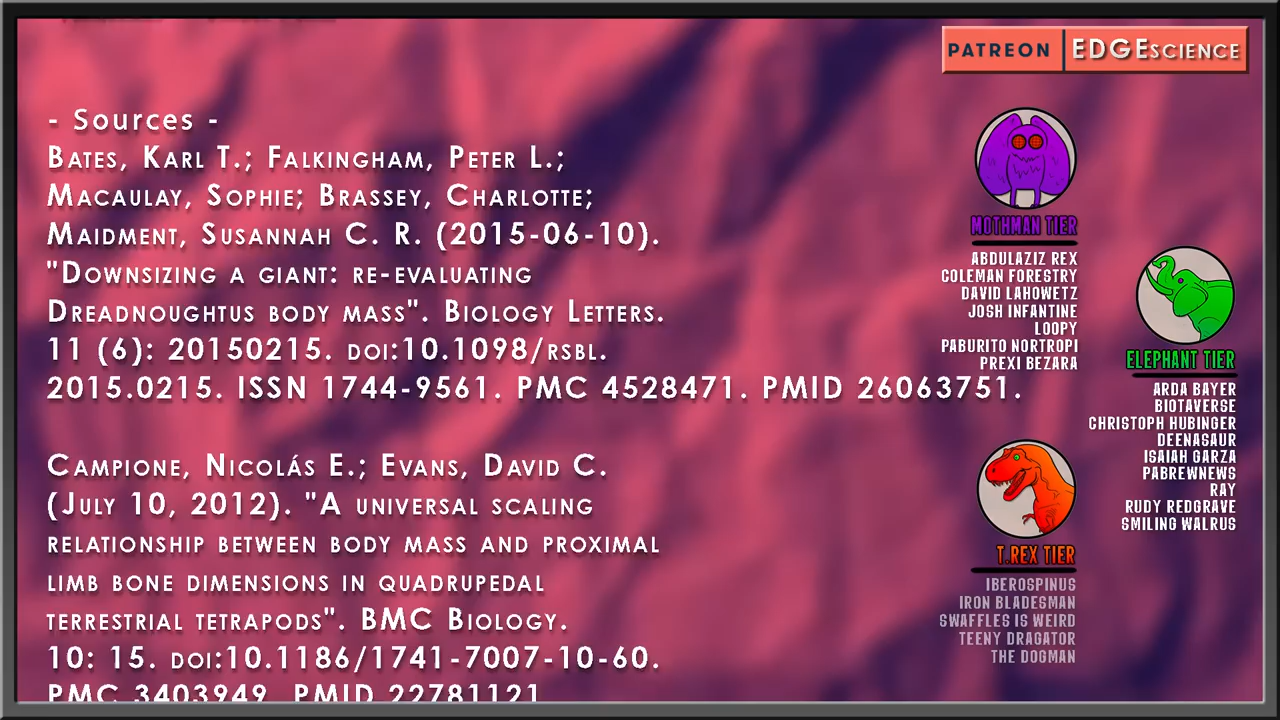 PATREON EDGESCIENCE
- Sources -
Bates, Karl T.; Falkingham, Peter L.;
Macaulay, Sophie; Brassey, Charlotte;
Maidment, Susannah C. R. (2015-06-10).
"Downsizing a giant: re-evaluating
Dreadnoughtus body mass". Biology Letters.
11 (6): 20150215. doi:10.1098/rsbl.
2015.0215. ISSN 1744-9561. PMC 4528471. PMID 26063751.
Campione, Nicolás E.; Evans, David C.
(July 10, 2012). "A universal scaling
relationship between body mass and proximal
limb bone dimensions in quadrupedal
terrestrial tetrapods". BMC Biology.
10: 15. doi:10.1186/1741-7007-10-60.
PMC 3403949. PMID 22781121.
MOTHMAN TIER
ABDULAZIZ REX
COLEMAN FORESTRY
DAVID LAHOWETZ
JOSH INFANTINE
LOOPY
PABURITO NORTROPI
PREXI BEZARA
ELEPHANT TIER
ARDA BAYER
BIOTAVERSE
CHRISTOPH HUBINGER
DEENASAUR
ISAIAH GARZA
PABREWNEWS
RAY
RUDY REDGRAVE
SMILING WALRUS
T.REX TIER
IBEROSPINUS
IRON BLADESMAN
SWAFFLES IS WEIRD
TEENY DRAGATOR
THE DOGMAN